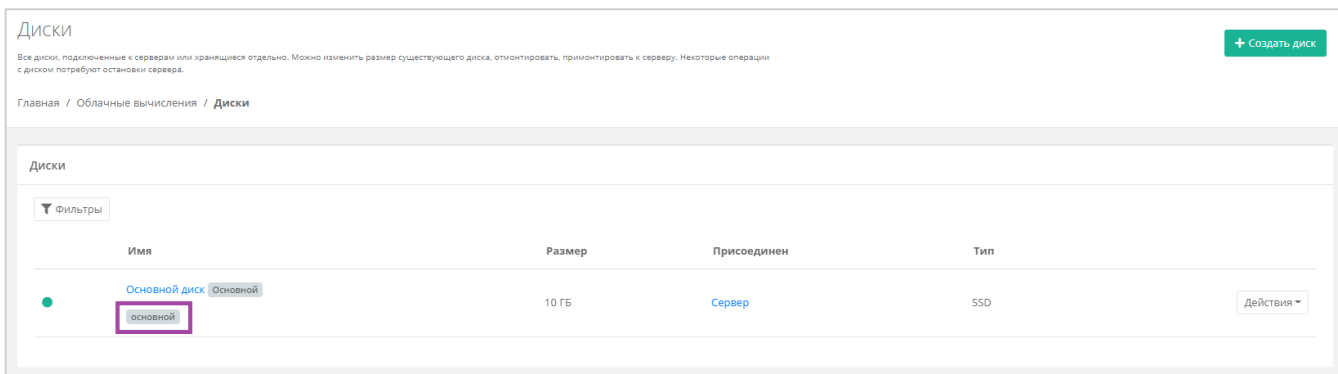 Диски
+ Создать диск
Все диски, подключенные к серверам или хранящиеся отдельно. Можно изменить размер существующего диска, отмонтировать, примонтировать к серверу. Некоторые операции
с диском потребуют остановки сервера.
Главная / Облачные вычисления / Диски
Диски
Фильтры
Имя Размер Присоединен Тип
Основной диск Основной
10 ГБ Сервер SSD Действия
основной